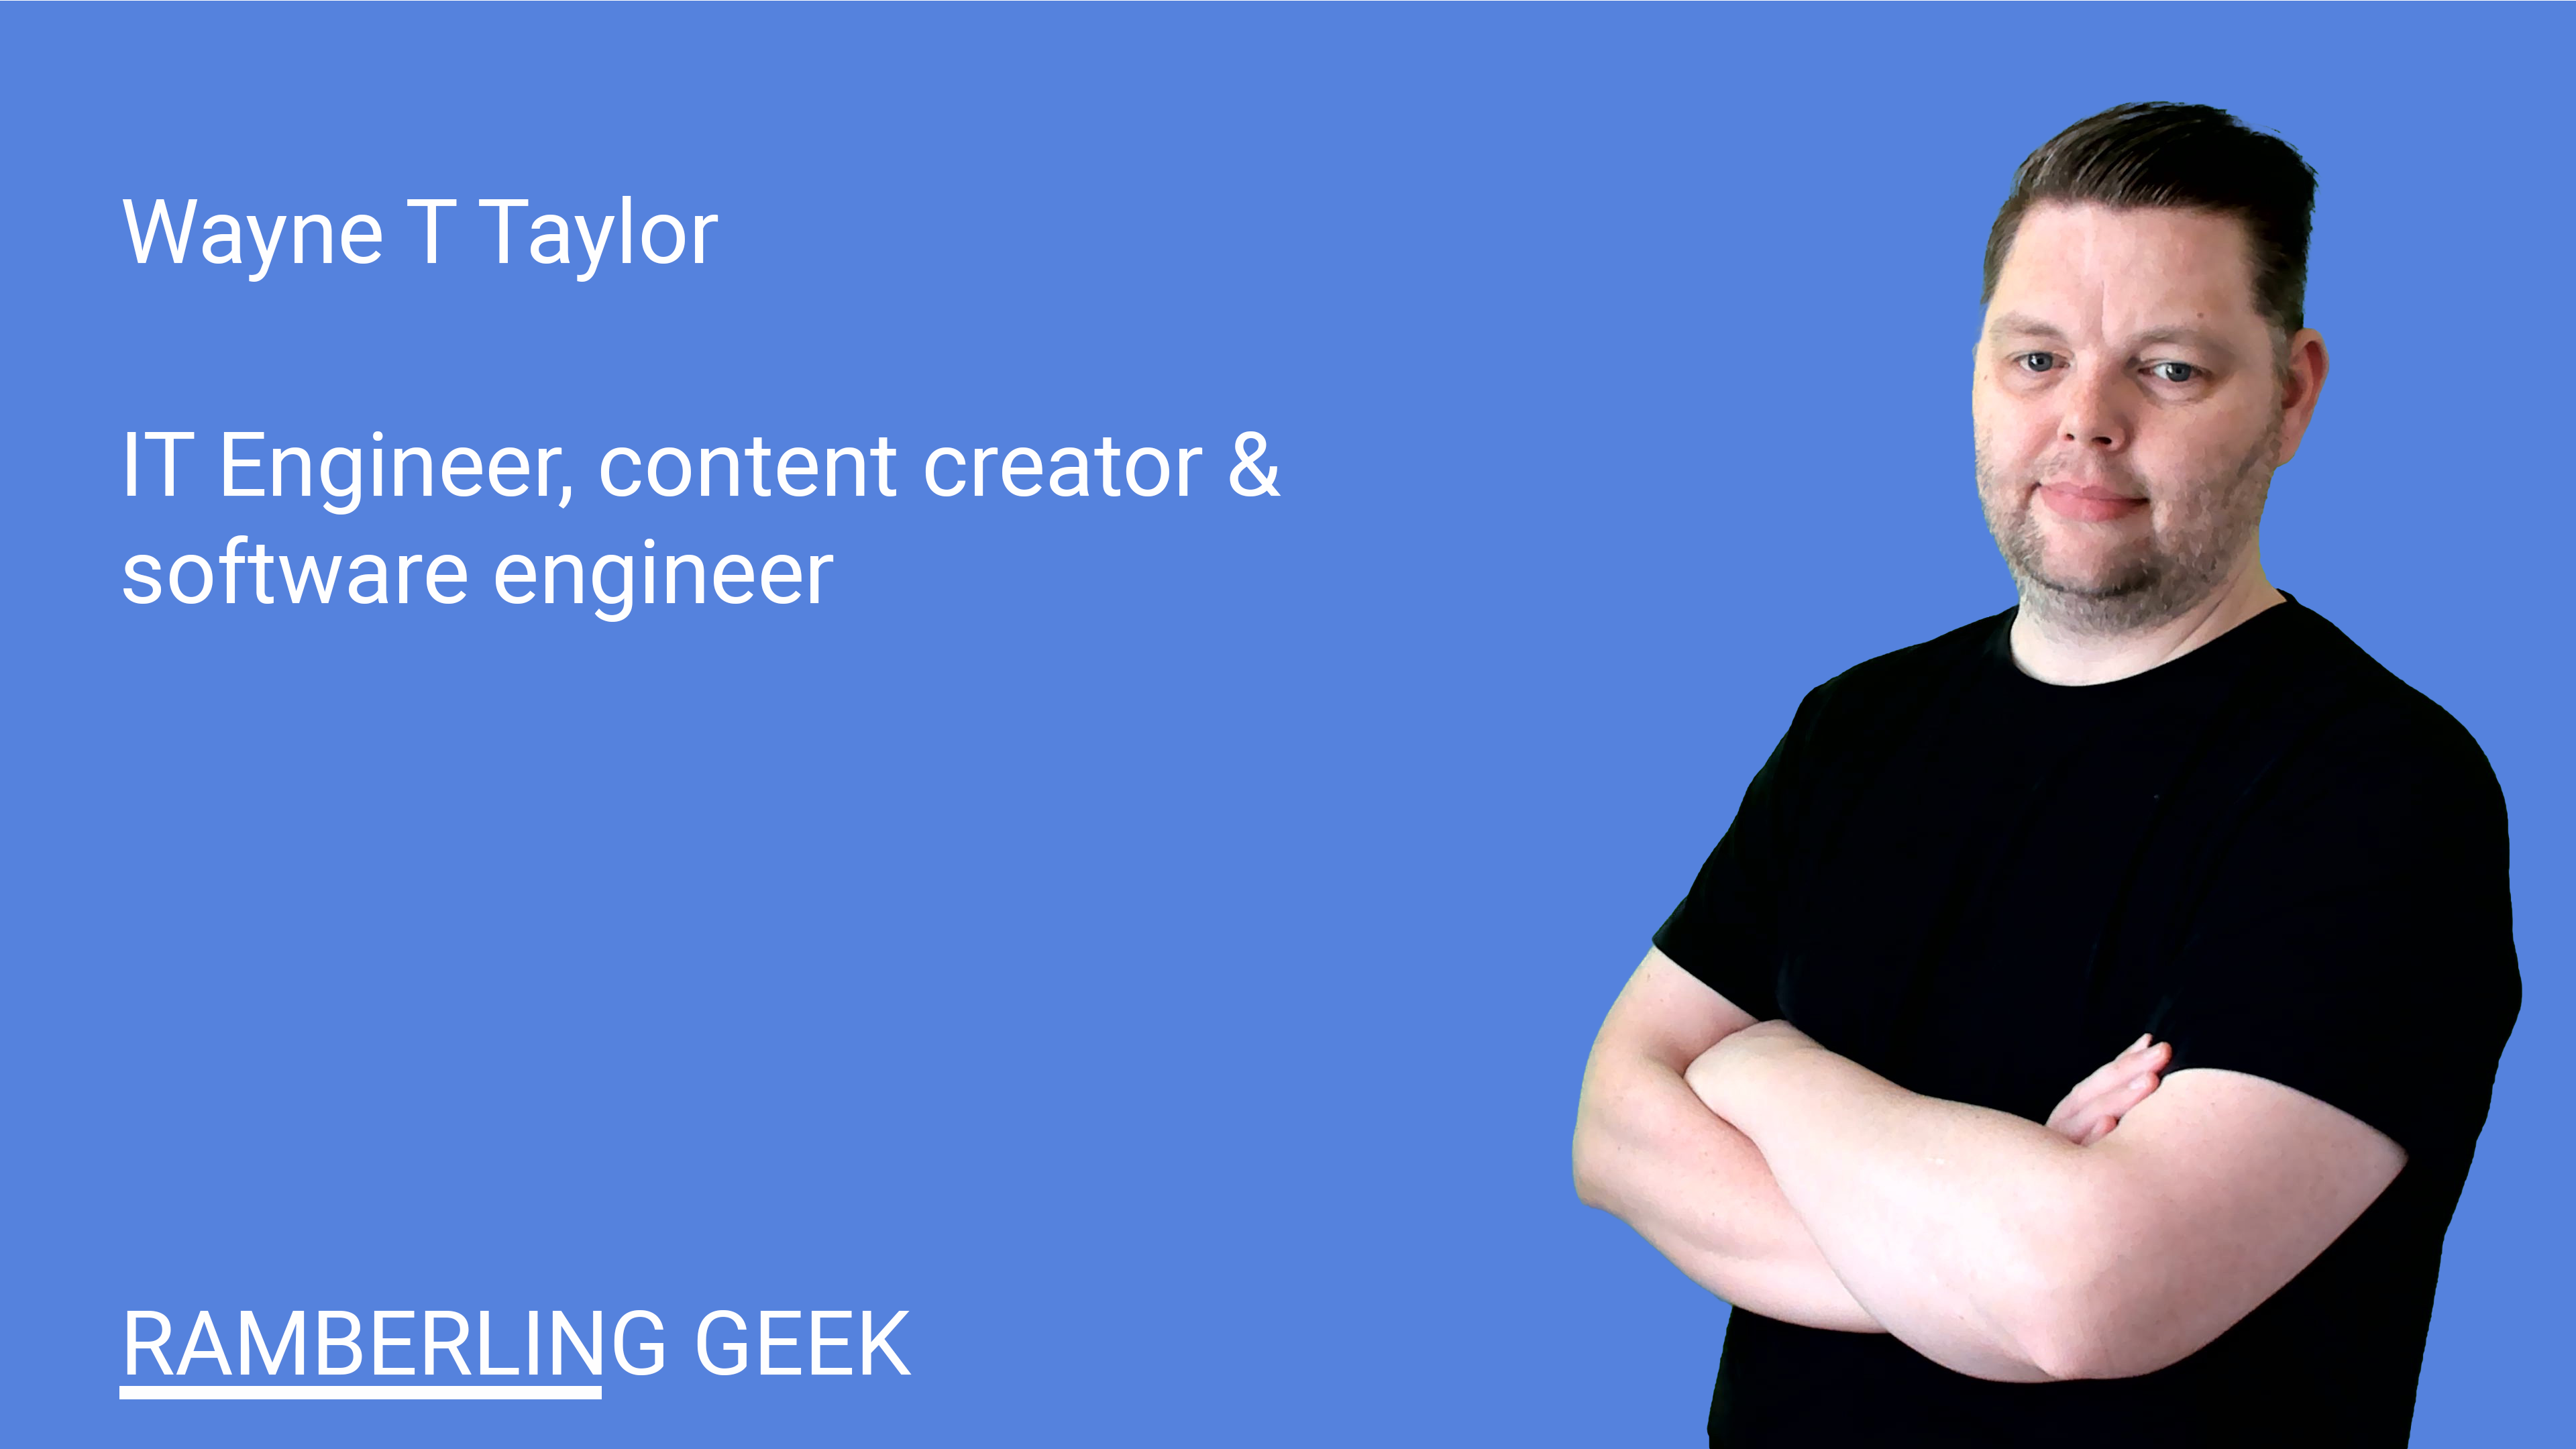 Wayne T Taylor
IT Engineer, content creator &
software engineer
RAMBERLING GEEK